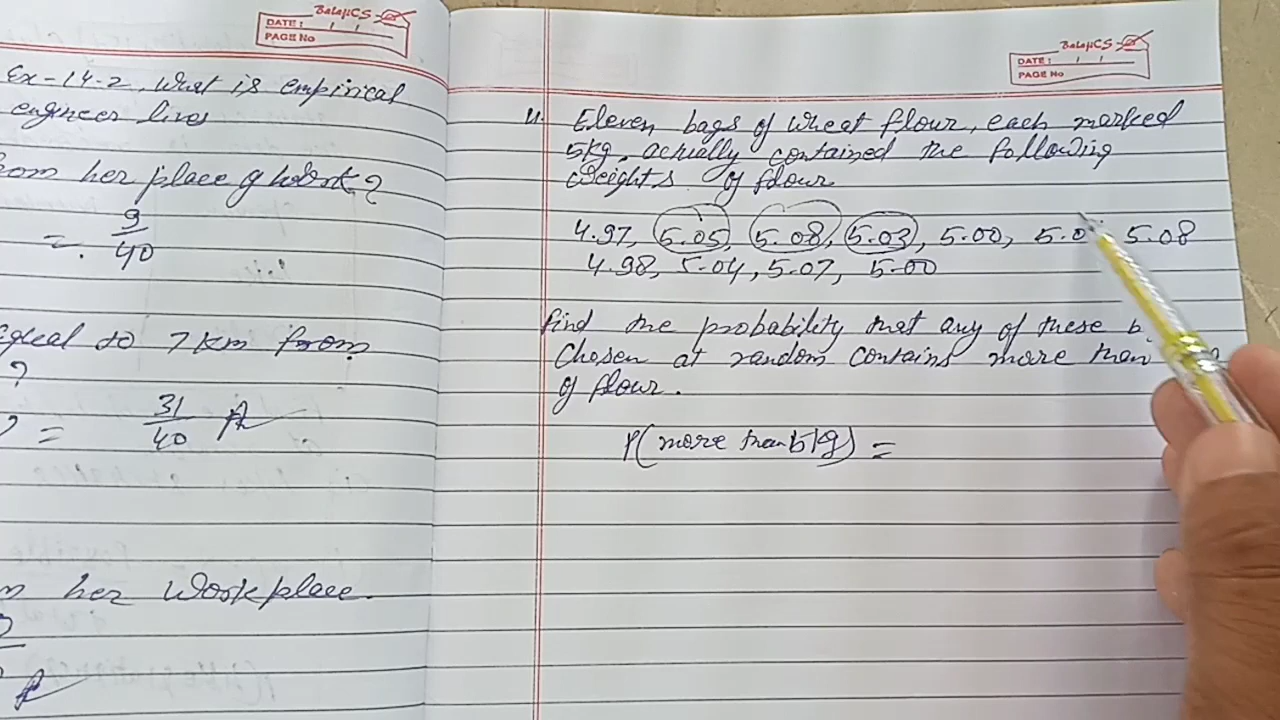 BalajiCS
DATE : / /
PAGE No
Ex-14.2, What is empirical
engineer lives
from her place of work?
= 9/40
equal to 7 km from
?
? = 31/40
her workplace.
BalajiCS
DATE : / /
PAGE No
11. Eleven bags of wheat flour, each marked
5kg, actually contained the following
weights of flour
4.97, 5.05, 5.08, 5.03, 5.00, 5.0 5.08
4.98, 5.04, 5.07, 5.00
find the probability that any of these b
Chosen at random contains more than
of flour.
P(more than 5kg) =